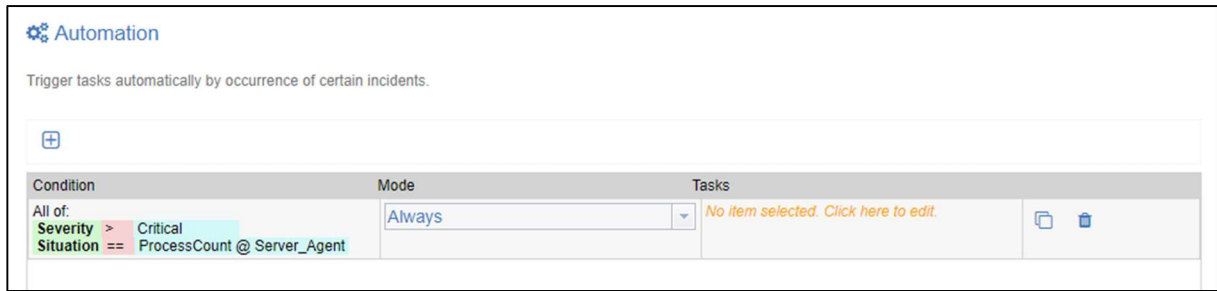 Automation
Trigger tasks automatically by occurrence of certain incidents.
Condition Mode Tasks
All of:
Severity > Critical
Situation == ProcessCount @ Server_Agent
Always
No item selected. Click here to edit.